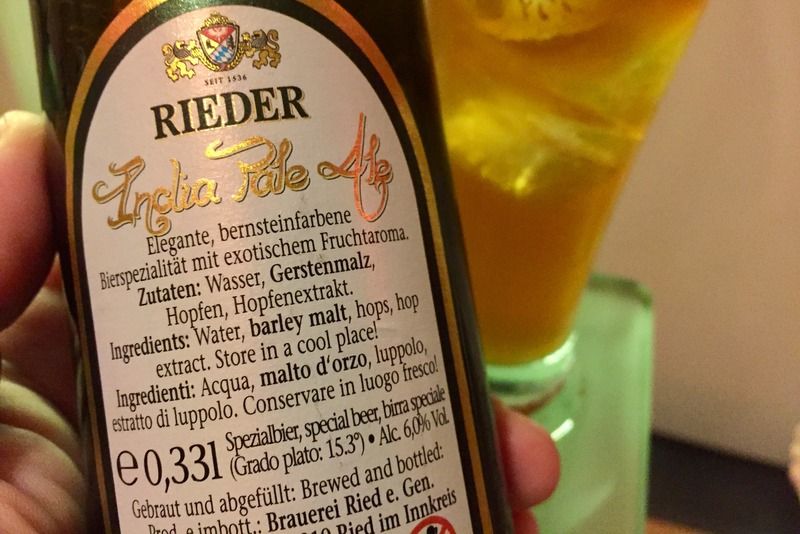 SEIT 1536
RIEDER
India Pale Ale
Elegante, bernsteinfarbene
Bierspezialität mit exotischem Fruchtaroma.
Zutaten: Wasser, Gerstenmalz,
Hopfen, Hopfenextrakt.
Ingredients: Water, barley malt, hops, hop
extract. Store in a cool place!
Ingredienti: Acqua, malto d'orzo, luppolo,
estratto di luppolo. Conservare in luogo fresco!
e 0,33l
Spezialbier, special beer, birra speciale
(Grado plato: 15.3°) • Alc. 6,0% Vol.
Gebraut und abgefüllt: Brewed and bottled:
Prod. e imbott.: Brauerei Ried e. Gen.
Ried im Innkreis